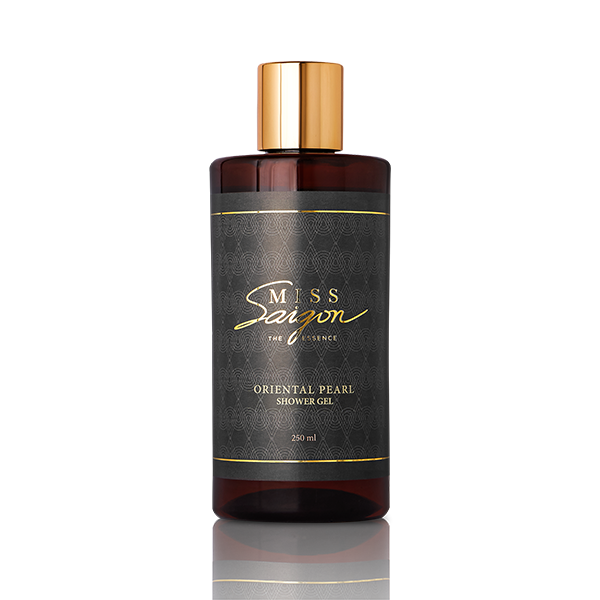 MISS
Saigon
THE ESSENCE
ORIENTAL PEARL
SHOWER GEL
250 ml